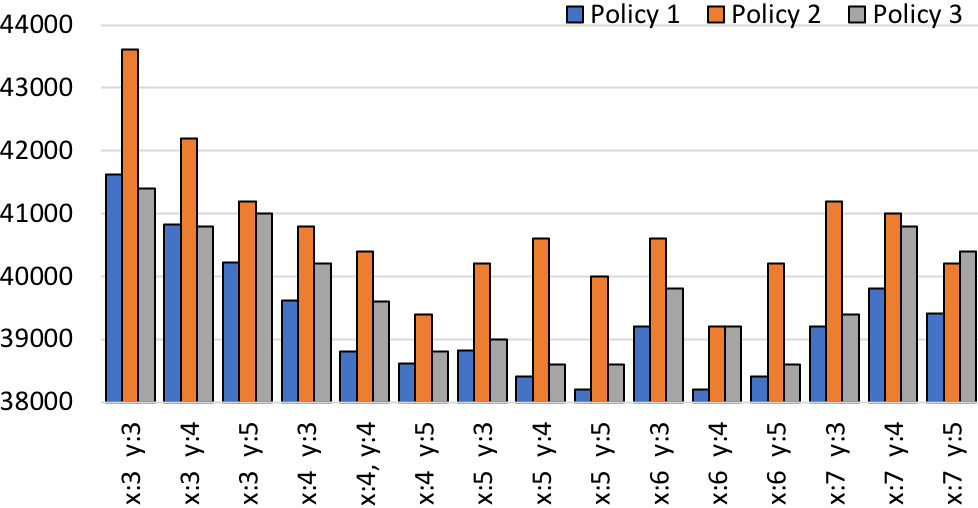 Policy 1 Policy 2 Policy 3
44000
43000
42000
41000
40000
39000
38000
x:3 y:3
x:3 y:4
x:3 y:5
x:4 y:3
x:4, y:4
x:4 y:5
x:5 y:3
x:5 y:4
x:5 y:5
x:6 y:3
x:6 y:4
x:6 y:5
x:7 y:3
x:7 y:4
x:7 y:5